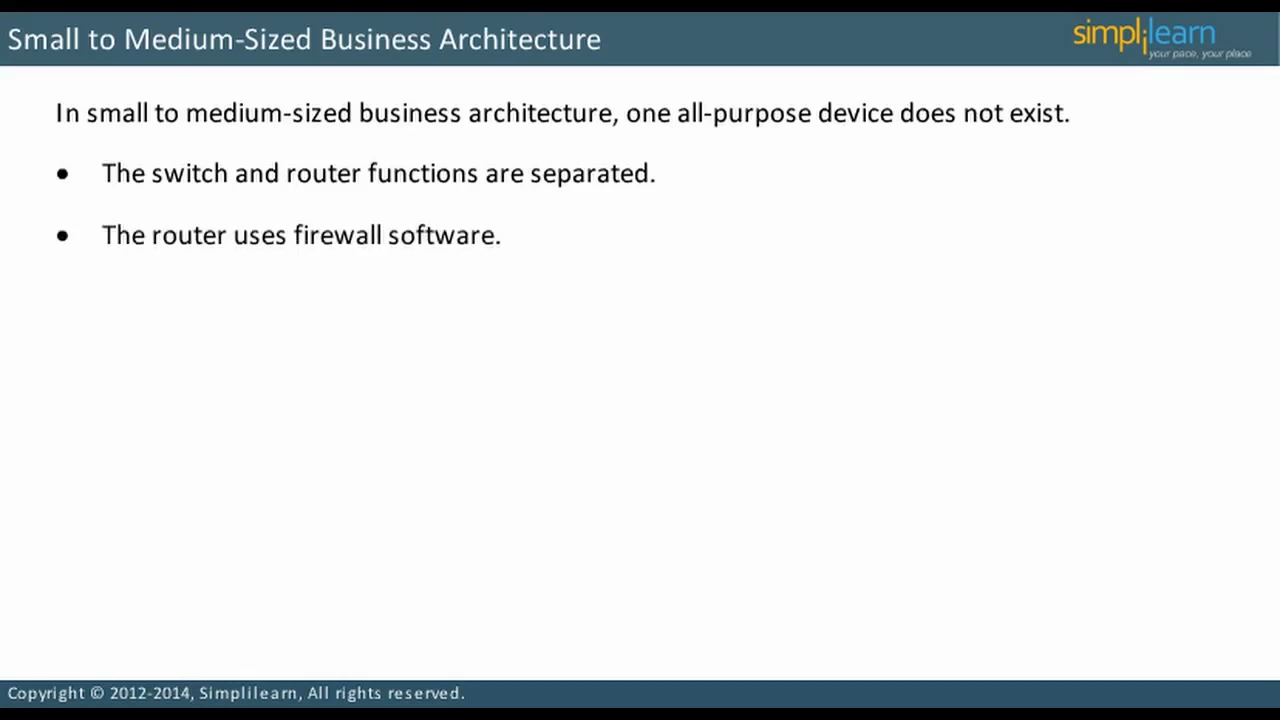 Small to Medium-Sized Business Architecture
simplilearn
your pace, your place
In small to medium-sized business architecture, one all-purpose device does not exist.
• The switch and router functions are separated.
• The router uses firewall software.
Copyright © 2012-2014, Simplilearn, All rights reserved.